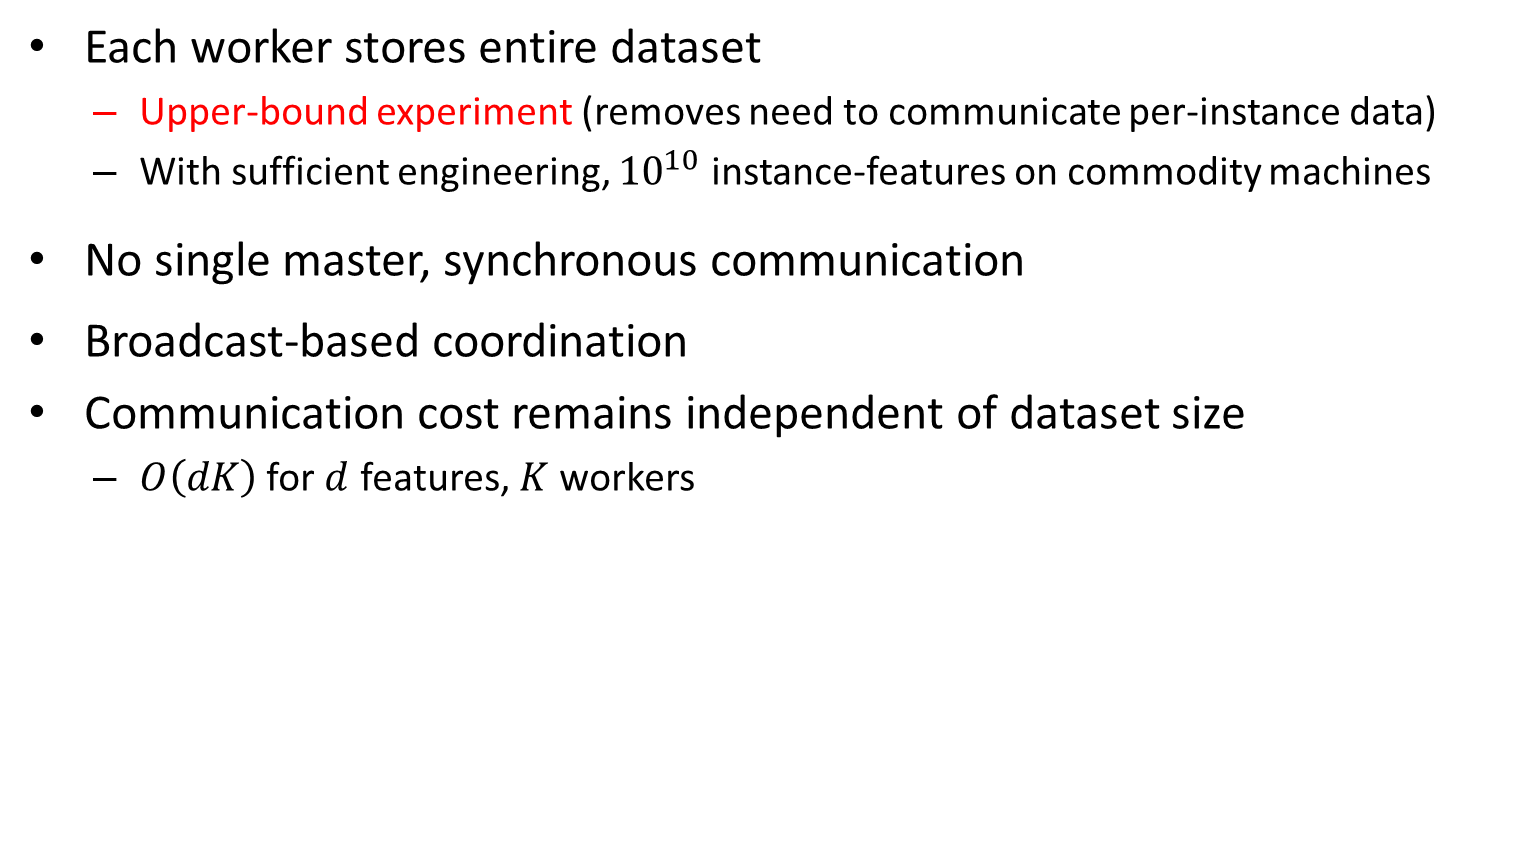 • Each worker stores entire dataset
– Upper-bound experiment (removes need to communicate per-instance data)
– With sufficient engineering, 10¹⁰ instance-features on commodity machines
• No single master, synchronous communication
• Broadcast-based coordination
• Communication cost remains independent of dataset size
– 𝑂(𝑑𝐾) for 𝑑 features, 𝐾 workers